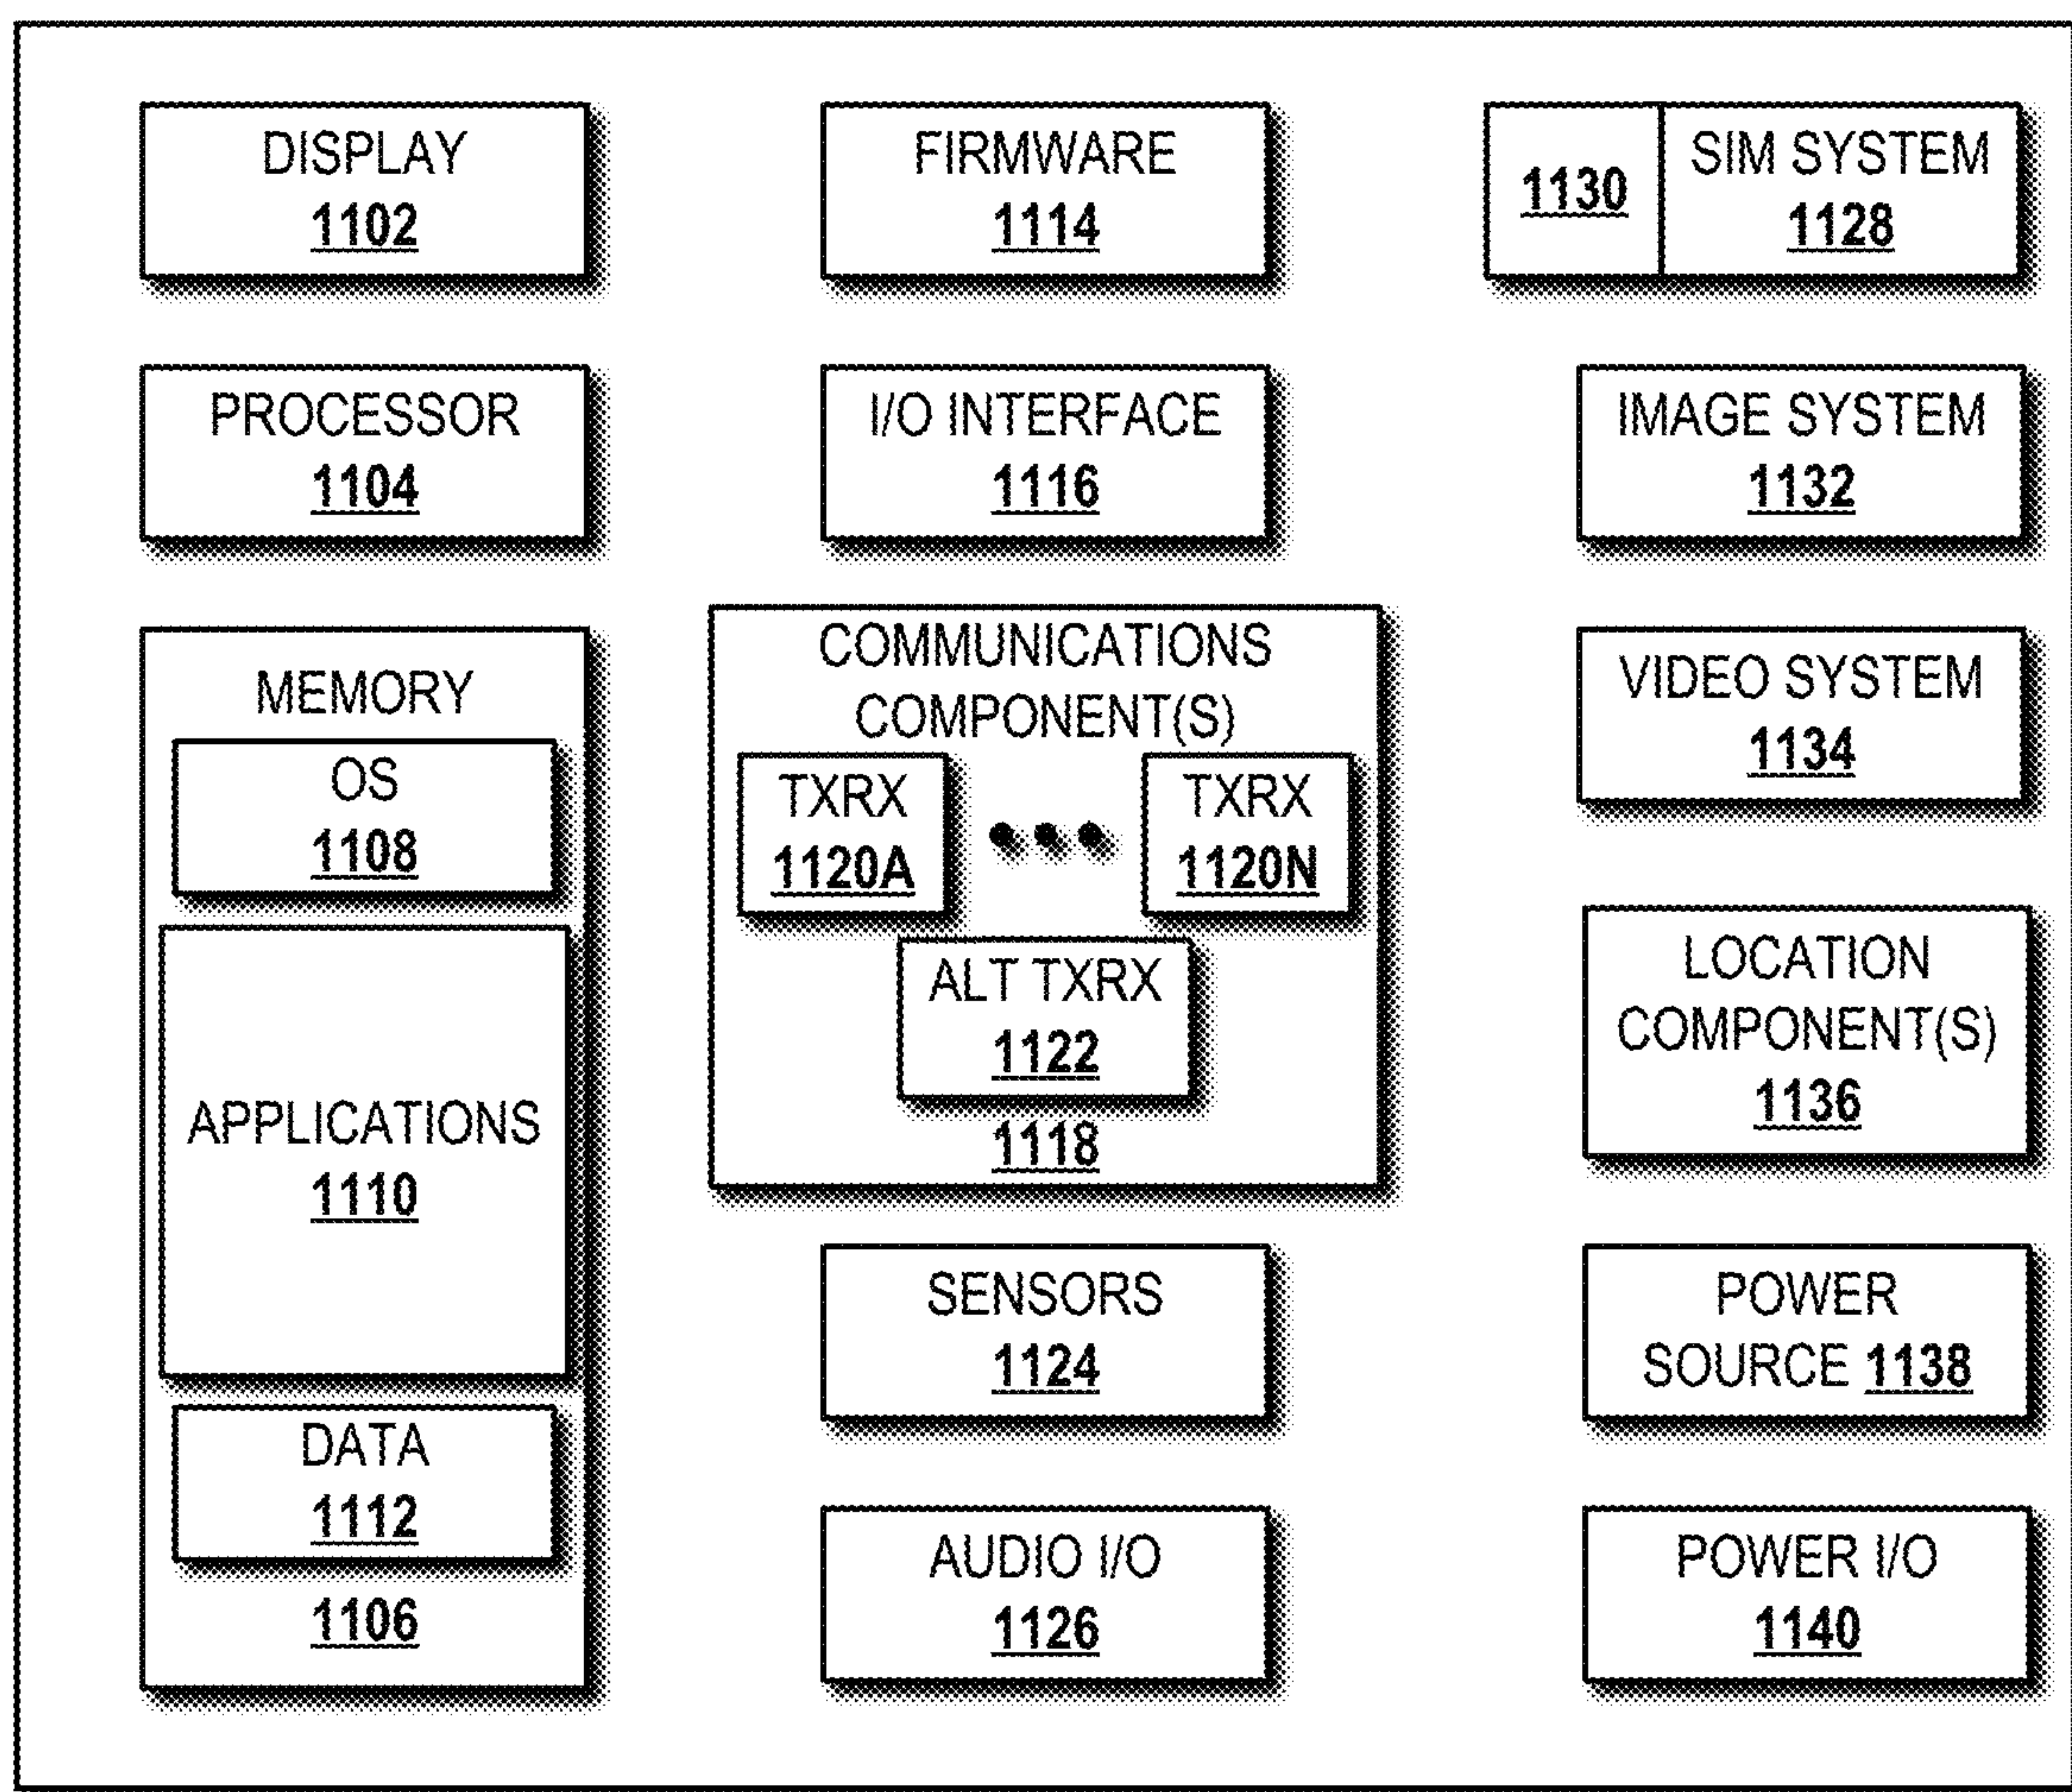 DISPLAY
1102
PROCESSOR
1104
MEMORY
OS
1108
APPLICATIONS
1110
DATA
1112
1106
FIRMWARE
1114
I/O INTERFACE
1116
COMMUNICATIONS
COMPONENT(S)
TXRX
1120A
TXRX
1120N
ALT TXRX
1122
1118
SENSORS
1124
AUDIO I/O
1126
1130
SIM SYSTEM
1128
IMAGE SYSTEM
1132
VIDEO SYSTEM
1134
LOCATION
COMPONENT(S)
1136
POWER
SOURCE 1138
POWER I/O
1140